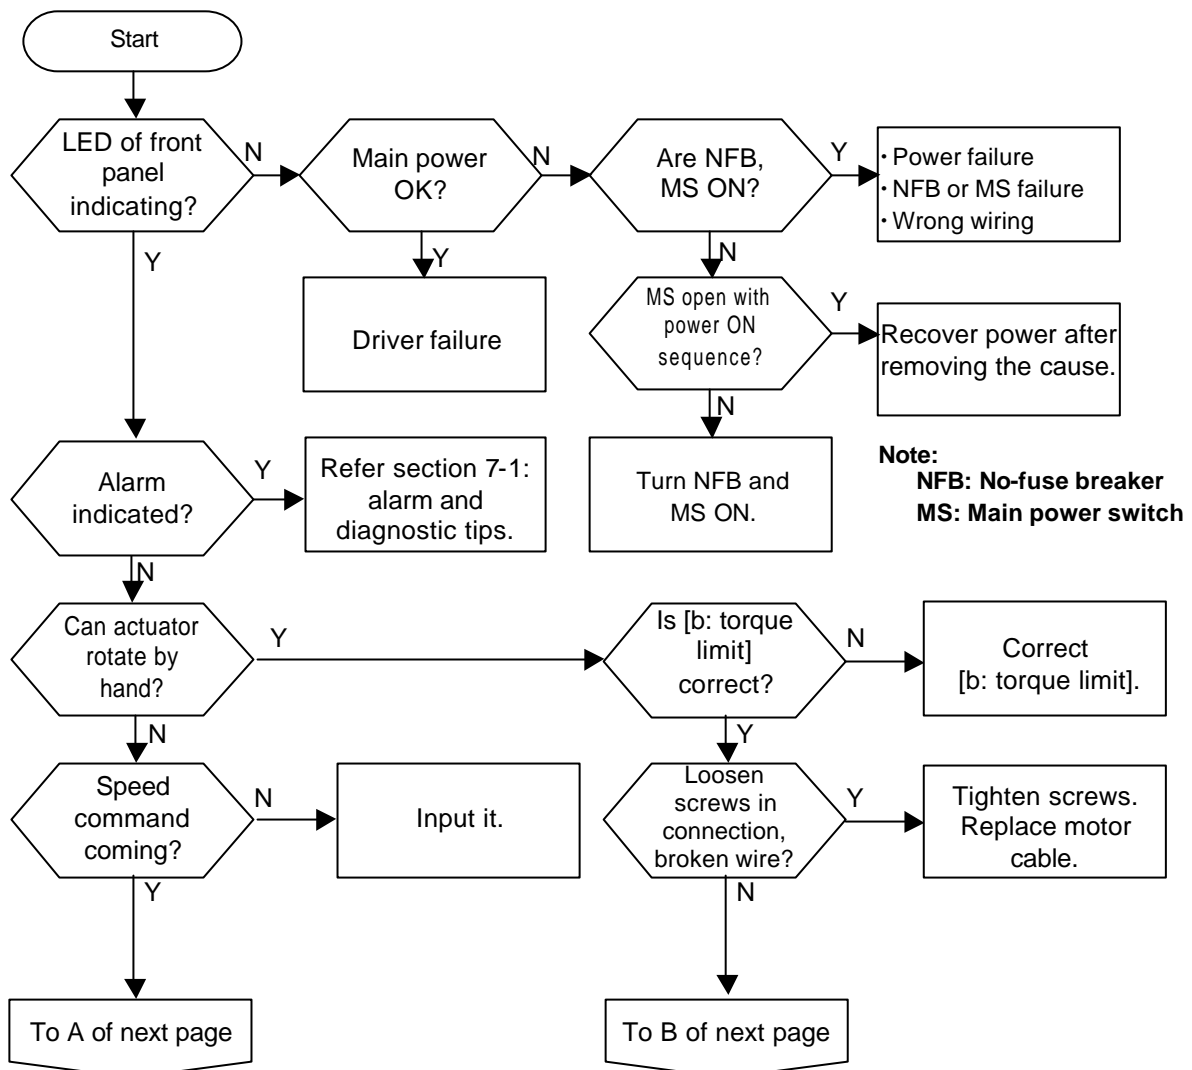 Start
LED of front
panel
indicating?
N
Main power
OK?
N
Are NFB,
MS ON?
Y
・Power failure
・NFB or MS failure
・Wrong wiring
Y
Y
Driver failure
N
MS open with
power ON
sequence?
Y
Recover power after
removing the cause.
N
Turn NFB and
MS ON.
Note:
NFB: No-fuse breaker
MS: Main power switch
Alarm
indicated?
Y
Refer section 7-1:
alarm and
diagnostic tips.
N
Can actuator
rotate by
hand?
Y
Is [b: torque
limit]
correct?
N
Correct
[b: torque limit].
N
Y
Speed
command
coming?
N
Input it.
Loosen
screws in
connection,
broken wire?
Y
Tighten screws.
Replace motor
cable.
Y
N
To A of next page
To B of next page